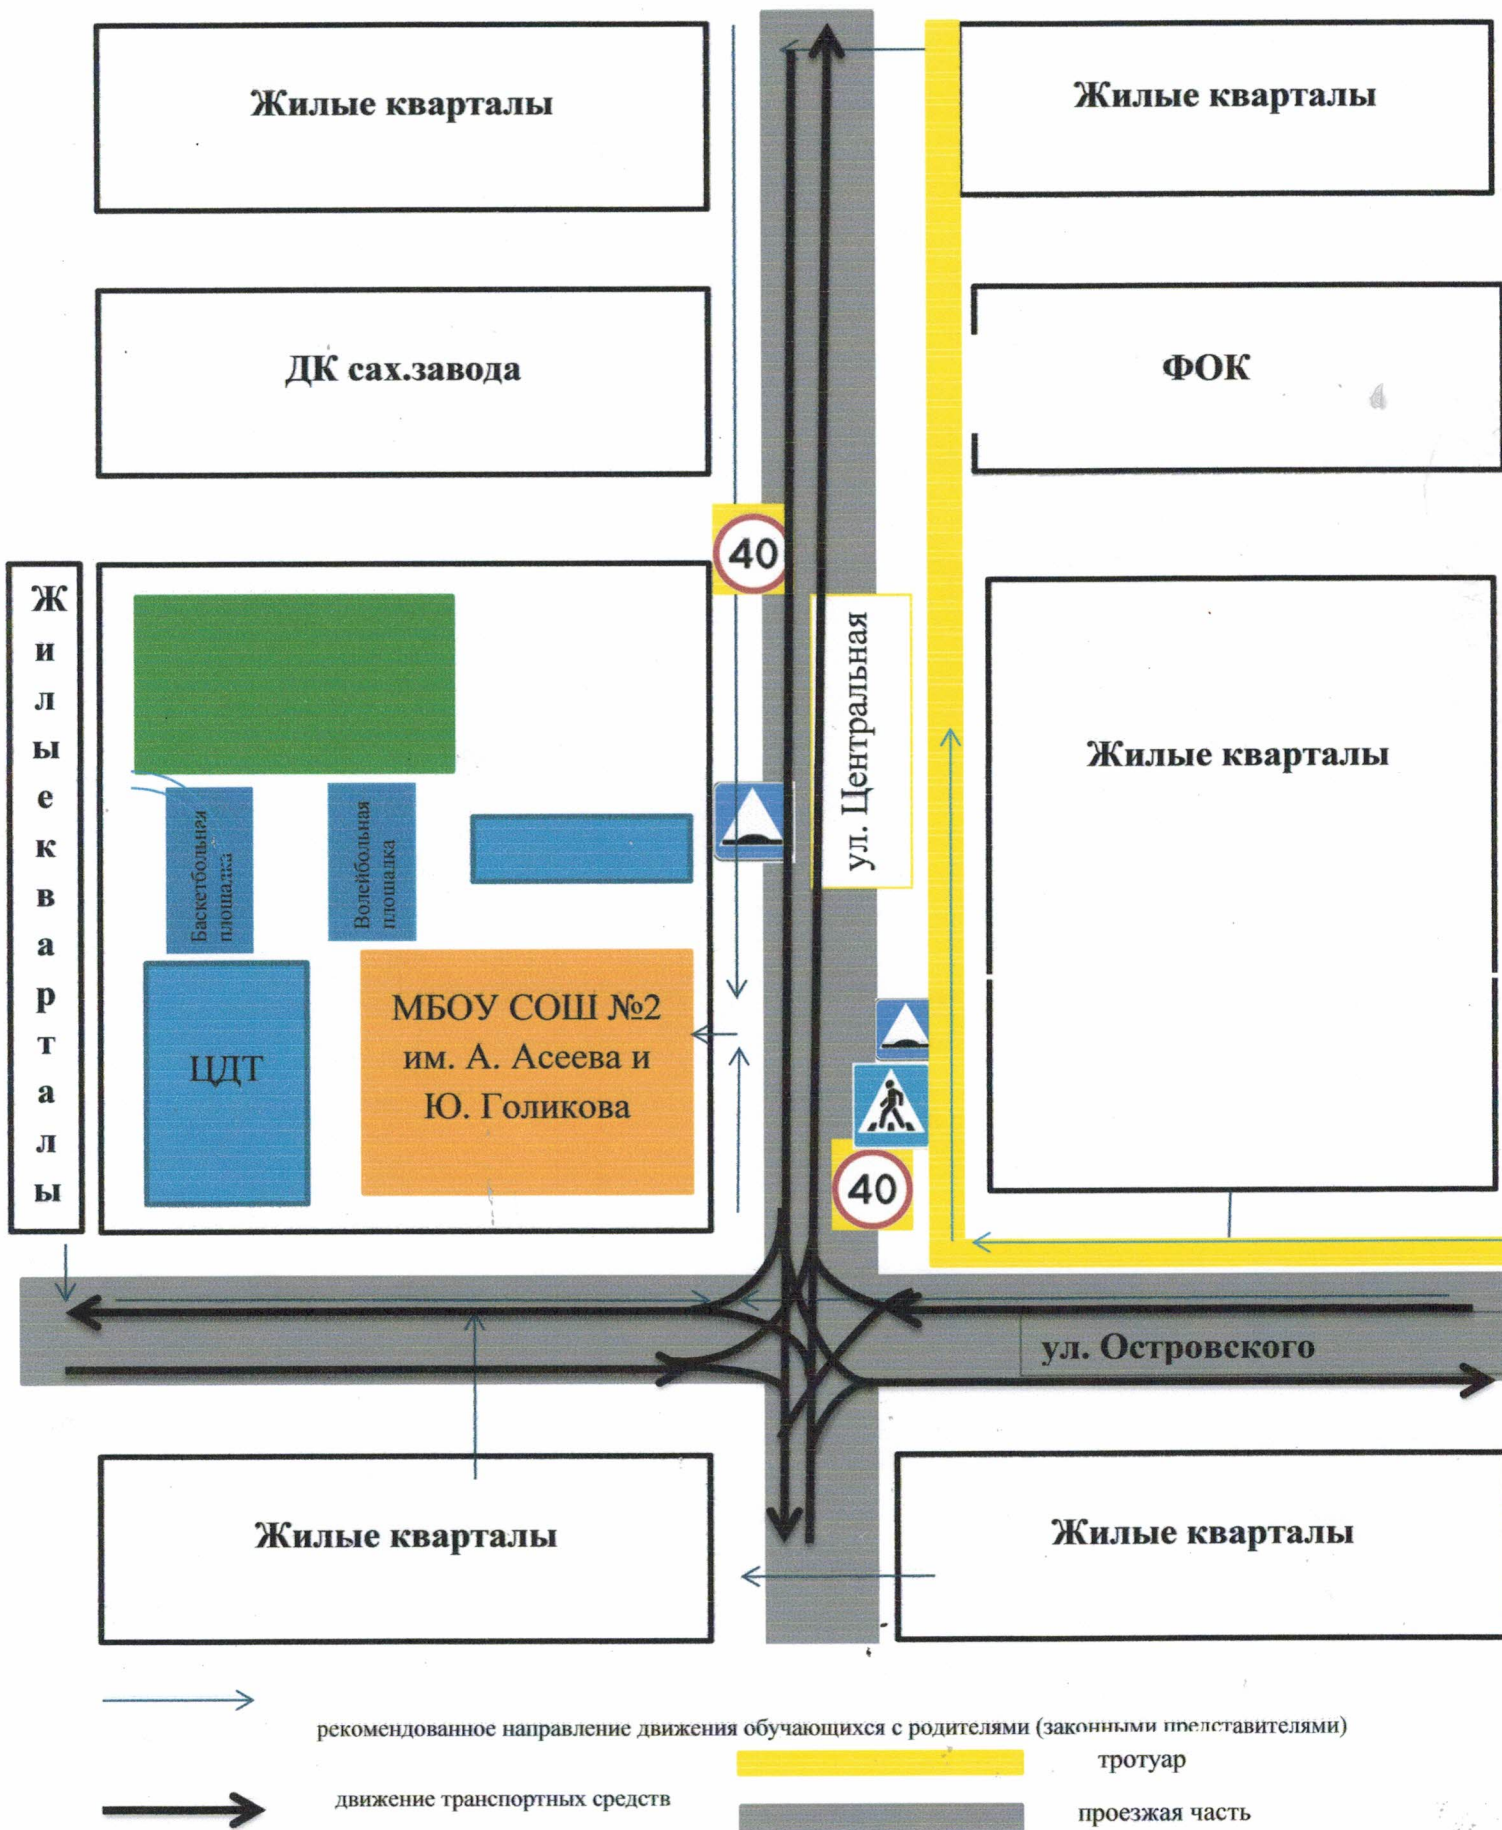 Жилые кварталы
Жилые кварталы
ДК сах.завода
ФОК
40
Жилыекварталы
ул. Центральная
Жилые кварталы
Баскетбольная
площадка
Волейбольная
площадка
МБОУ СОШ №2
им. А. Асеева и
Ю. Голикова
ЦДТ
40
ул. Островского
Жилые кварталы
Жилые кварталы
рекомендованное направление движения обучающихся с родителями (законными представителями)
тротуар
движение транспортных средств
проезжая часть